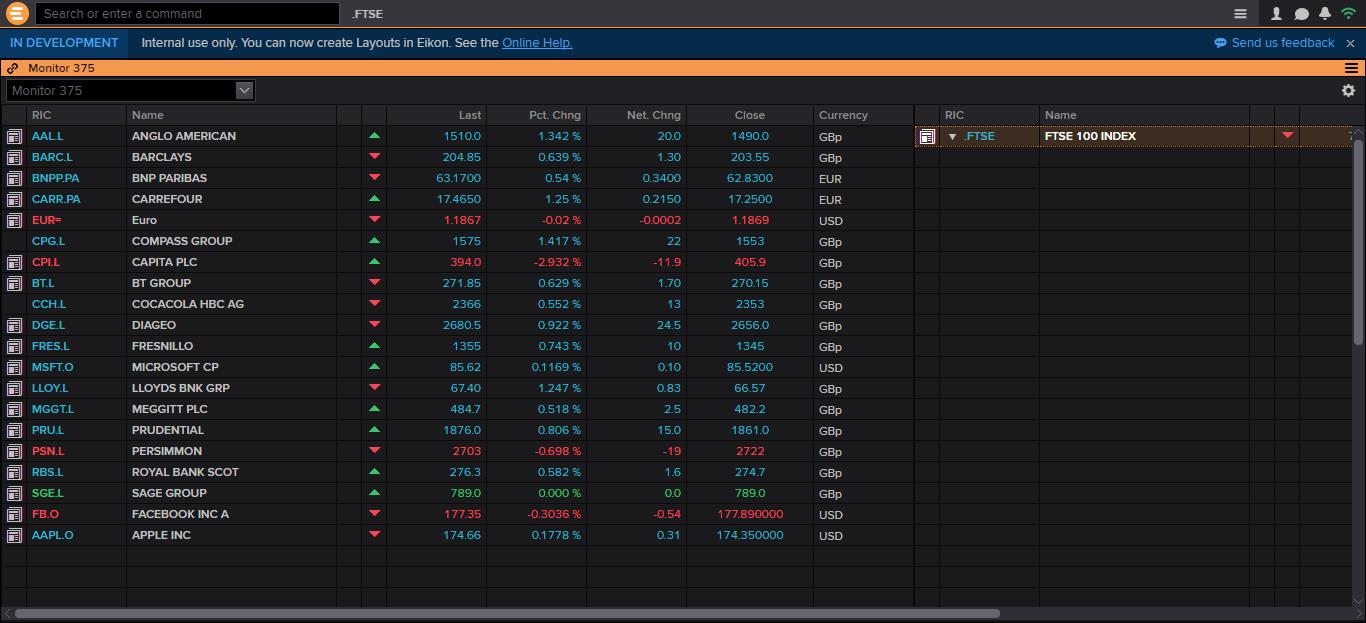 Search or enter a command .FTSE
IN DEVELOPMENT Internal use only. You can now create Layouts in Eikon. See the Online Help. Send us feedback
Monitor 375
Monitor 375
RIC Name Last Pct. Chng Net. Chng Close Currency RIC Name
AAL.L ANGLO AMERICAN 1510.0 1.342 % 20.0 1490.0 GBp .FTSE FTSE 100 INDEX
BARC.L BARCLAYS 204.85 0.639 % 1.30 203.55 GBp
BNPP.PA BNP PARIBAS 63.1700 0.54 % 0.3400 62.8300 EUR
CARR.PA CARREFOUR 17.4650 1.25 % 0.2150 17.2500 EUR
EUR= Euro 1.1867 -0.02 % -0.0002 1.1869 USD
CPG.L COMPASS GROUP 1575 1.417 % 22 1553 GBp
CPI.L CAPITA PLC 394.0 -2.932 % -11.9 405.9 GBp
BT.L BT GROUP 271.85 0.629 % 1.70 270.15 GBp
CCH.L COCACOLA HBC AG 2366 0.552 % 13 2353 GBp
DGE.L DIAGEO 2680.5 0.922 % 24.5 2656.0 GBp
FRES.L FRESNILLO 1355 0.743 % 10 1345 GBp
MSFT.O MICROSOFT CP 85.62 0.1169 % 0.10 85.5200 USD
LLOY.L LLOYDS BNK GRP 67.40 1.247 % 0.83 66.57 GBp
MGGT.L MEGGITT PLC 484.7 0.518 % 2.5 482.2 GBp
PRU.L PRUDENTIAL 1876.0 0.806 % 15.0 1861.0 GBp
PSN.L PERSIMMON 2703 -0.698 % -19 2722 GBp
RBS.L ROYAL BANK SCOT 276.3 0.582 % 1.6 274.7 GBp
SGE.L SAGE GROUP 789.0 0.000 % 0.0 789.0 GBp
FB.O FACEBOOK INC A 177.35 -0.3036 % -0.54 177.890000 USD
AAPL.O APPLE INC 174.66 0.1778 % 0.31 174.350000 USD